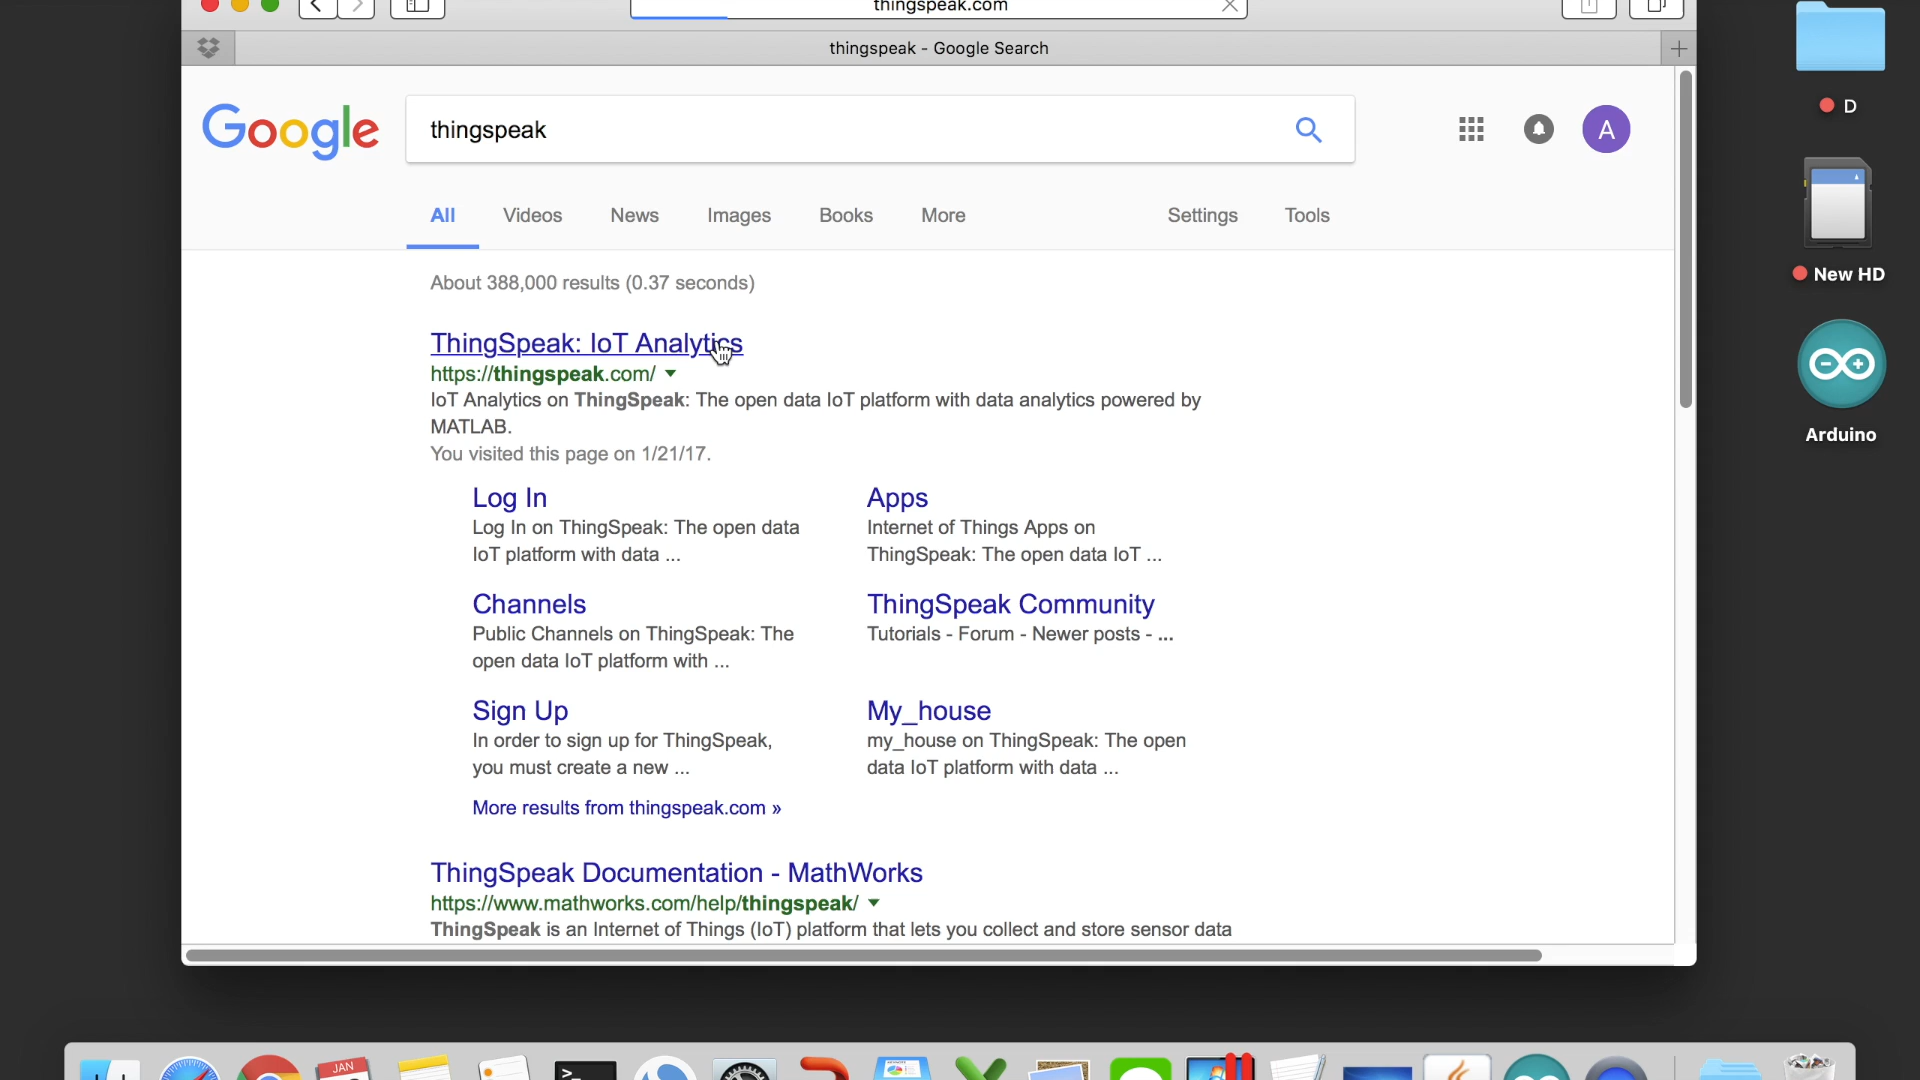 thingspeak.com
thingspeak - Google Search
Google
thingspeak
A
All
Videos
News
Images
Books
More
Settings
Tools
About 388,000 results (0.37 seconds)
ThingSpeak: IoT Analytics
https://thingspeak.com/
IoT Analytics on ThingSpeak: The open data IoT platform with data analytics powered by
MATLAB.
You visited this page on 1/21/17.
Log In
Log In on ThingSpeak: The open data
IoT platform with data ...
Apps
Internet of Things Apps on
ThingSpeak: The open data IoT ...
Channels
Public Channels on ThingSpeak: The
open data IoT platform with ...
ThingSpeak Community
Tutorials - Forum - Newer posts - ...
Sign Up
In order to sign up for ThingSpeak,
you must create a new ...
My_house
my_house on ThingSpeak: The open
data IoT platform with data ...
More results from thingspeak.com »
ThingSpeak Documentation - MathWorks
https://www.mathworks.com/help/thingspeak/
ThingSpeak is an Internet of Things (IoT) platform that lets you collect and store sensor data
D
New HD
Arduino
JAN